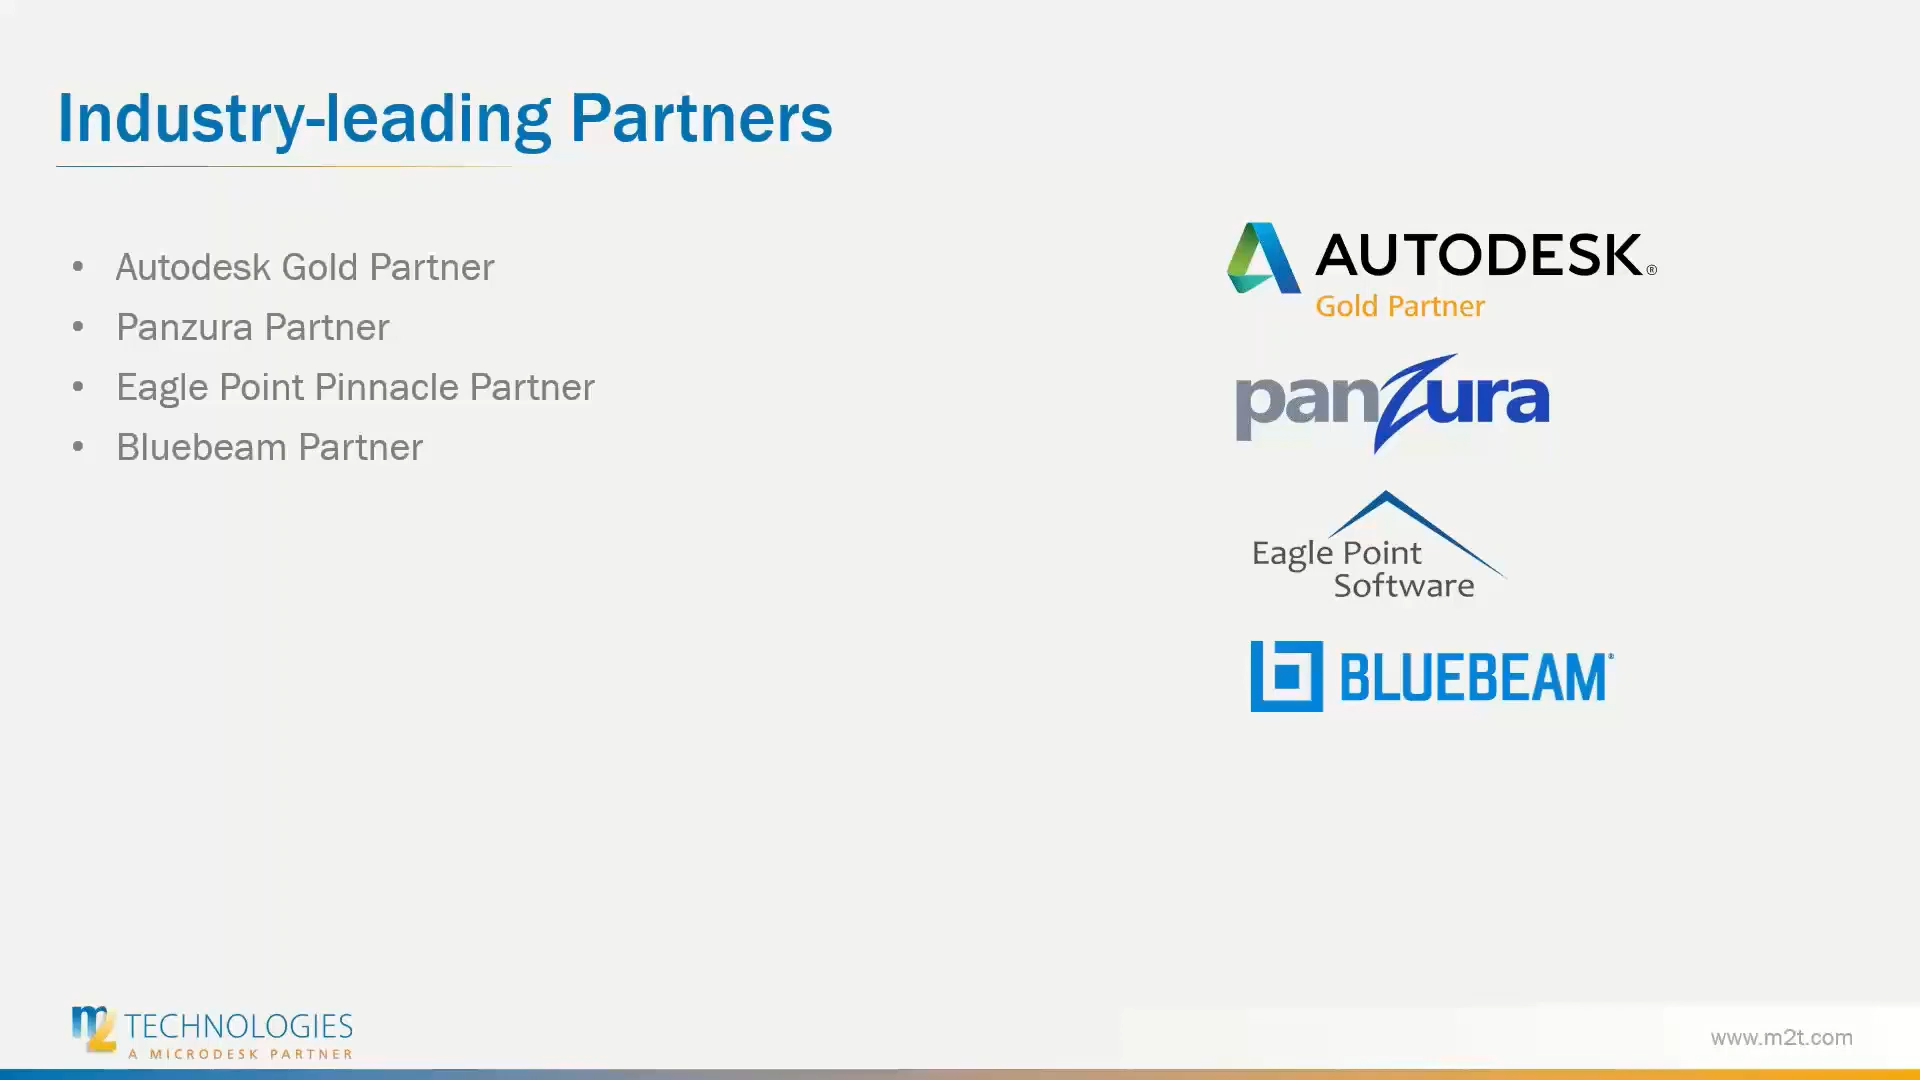 Industry-leading Partners
• Autodesk Gold Partner
• Panzura Partner
• Eagle Point Pinnacle Partner
• Bluebeam Partner
AUTODESK®
Gold Partner
panzura
Eagle Point
Software
BLUEBEAM®
m2 TECHNOLOGIES
A MICRODESK PARTNER
www.m2t.com